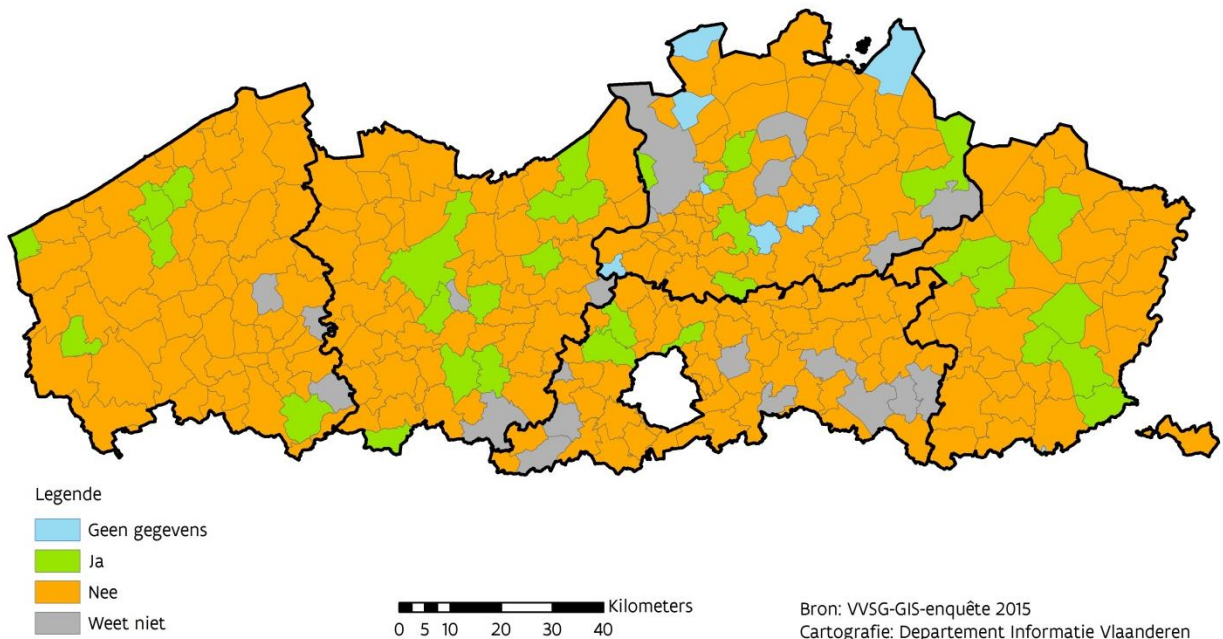 Legende
Geen gegevens
Ja
Nee
Weet niet
Kilometers
0 5 10 20 30 40
Bron: VVSG-GIS-enquête 2015
Cartografie: Departement Informatie Vlaanderen